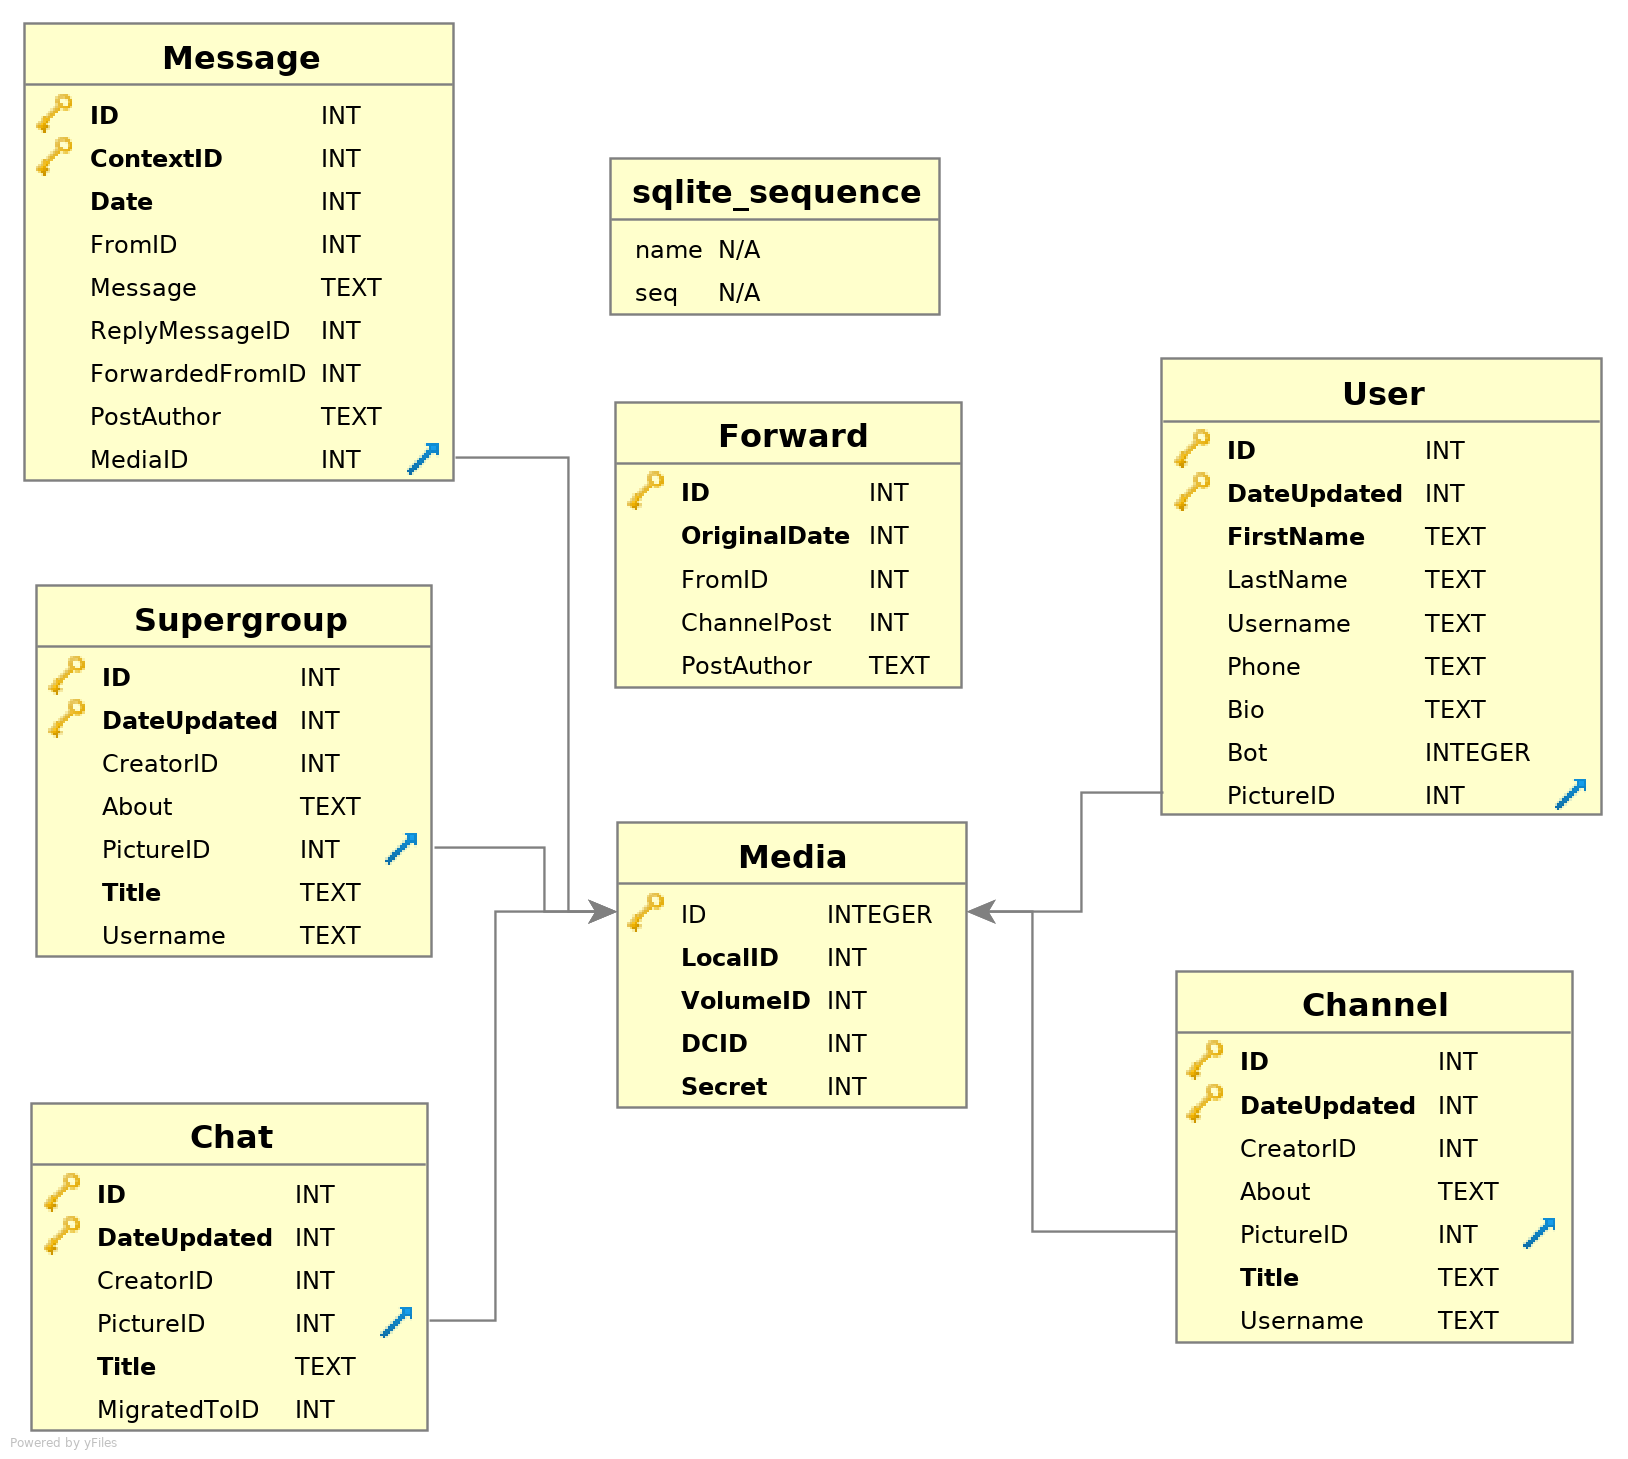 Message
ID INT
ContextID INT
Date INT
FromID INT
Message TEXT
ReplyMessageID INT
ForwardedFromID INT
PostAuthor TEXT
MediaID INT
sqlite_sequence
name N/A
seq N/A
Forward
ID INT
OriginalDate INT
FromID INT
ChannelPost INT
PostAuthor TEXT
User
ID INT
DateUpdated INT
FirstName TEXT
LastName TEXT
Username TEXT
Phone TEXT
Bio TEXT
Bot INTEGER
PictureID INT
Supergroup
ID INT
DateUpdated INT
CreatorID INT
About TEXT
PictureID INT
Title TEXT
Username TEXT
Media
ID INTEGER
LocalID INT
VolumeID INT
DCID INT
Secret INT
Channel
ID INT
DateUpdated INT
CreatorID INT
About TEXT
PictureID INT
Title TEXT
Username TEXT
Chat
ID INT
DateUpdated INT
CreatorID INT
PictureID INT
Title TEXT
MigratedToID INT
Powered by yFiles